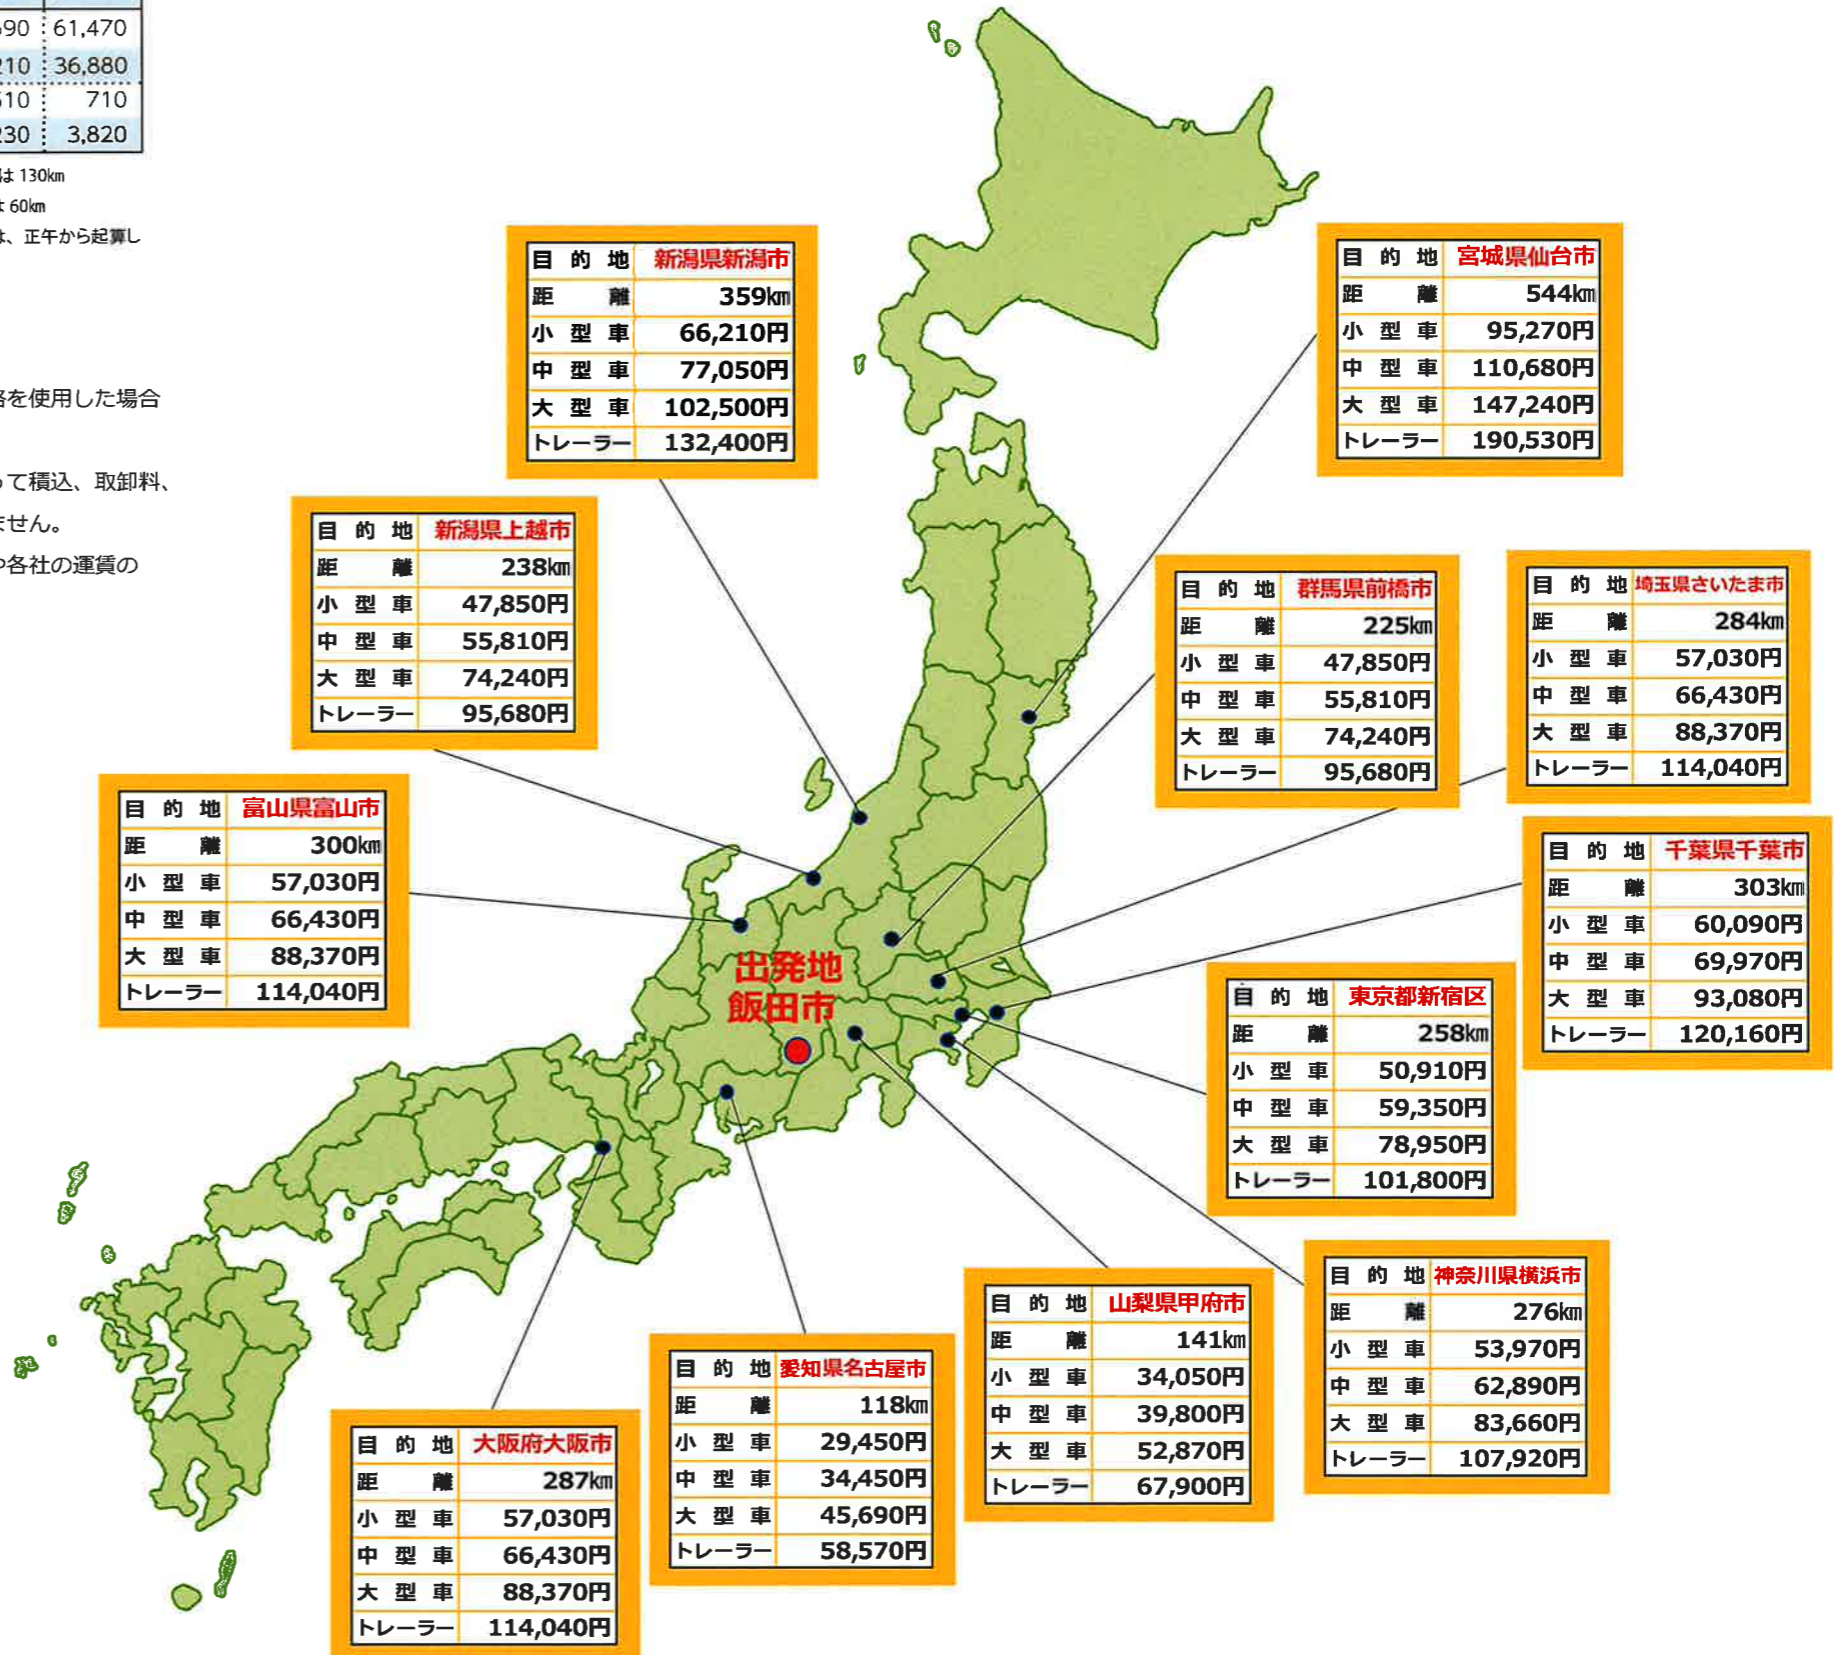 690 61,470
210 36,880
510 710
230 3,820
は 130km
は 60km
は、正午から起算し
路を使用した場合
って積込、取卸料、
ません。
や各社の運賃の
目的地 新潟県新潟市
距離 359km
小型車 66,210円
中型車 77,050円
大型車 102,500円
トレーラー 132,400円
目的地 宮城県仙台市
距離 544km
小型車 95,270円
中型車 110,680円
大型車 147,240円
トレーラー 190,530円
目的地 新潟県上越市
距離 238km
小型車 47,850円
中型車 55,810円
大型車 74,240円
トレーラー 95,680円
目的地 群馬県前橋市
距離 225km
小型車 47,850円
中型車 55,810円
大型車 74,240円
トレーラー 95,680円
目的地 埼玉県さいたま市
距離 284km
小型車 57,030円
中型車 66,430円
大型車 88,370円
トレーラー 114,040円
目的地 富山県富山市
距離 300km
小型車 57,030円
中型車 66,430円
大型車 88,370円
トレーラー 114,040円
目的地 千葉県千葉市
距離 303km
小型車 60,090円
中型車 69,970円
大型車 93,080円
トレーラー 120,160円
出発地
飯田市
目的地 東京都新宿区
距離 258km
小型車 50,910円
中型車 59,350円
大型車 78,950円
トレーラー 101,800円
目的地 神奈川県横浜市
距離 276km
小型車 53,970円
中型車 62,890円
大型車 83,660円
トレーラー 107,920円
目的地 山梨県甲府市
距離 141km
小型車 34,050円
中型車 39,800円
大型車 52,870円
トレーラー 67,900円
目的地 愛知県名古屋市
距離 118km
小型車 29,450円
中型車 34,450円
大型車 45,690円
トレーラー 58,570円
目的地 大阪府大阪市
距離 287km
小型車 57,030円
中型車 66,430円
大型車 88,370円
トレーラー 114,040円